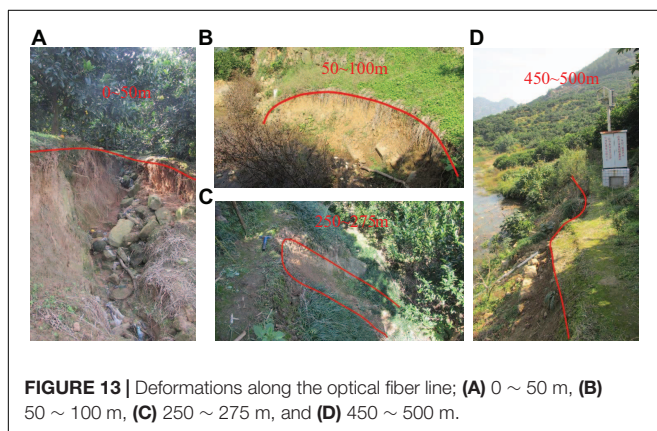 A
0~50m
B
50~100m
C
250~275m
D
450~500m
FIGURE 13 | Deformations along the optical fiber line; (A) 0 ~ 50 m, (B)
50 ~ 100 m, (C) 250 ~ 275 m, and (D) 450 ~ 500 m.